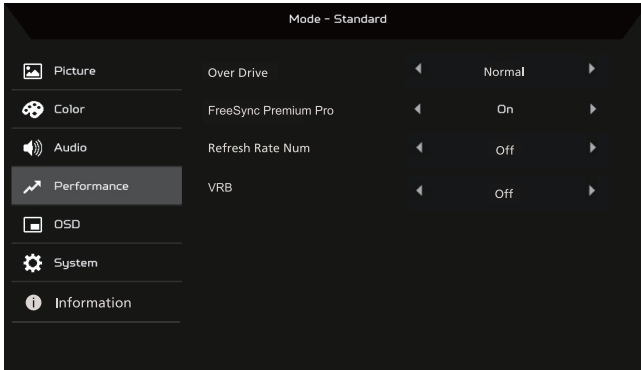 Mode - Standard
Picture
Over Drive Normal
Color
FreeSync Premium Pro On
Audio
Refresh Rate Num Off
Performance
VRB Off
OSD
System
Information